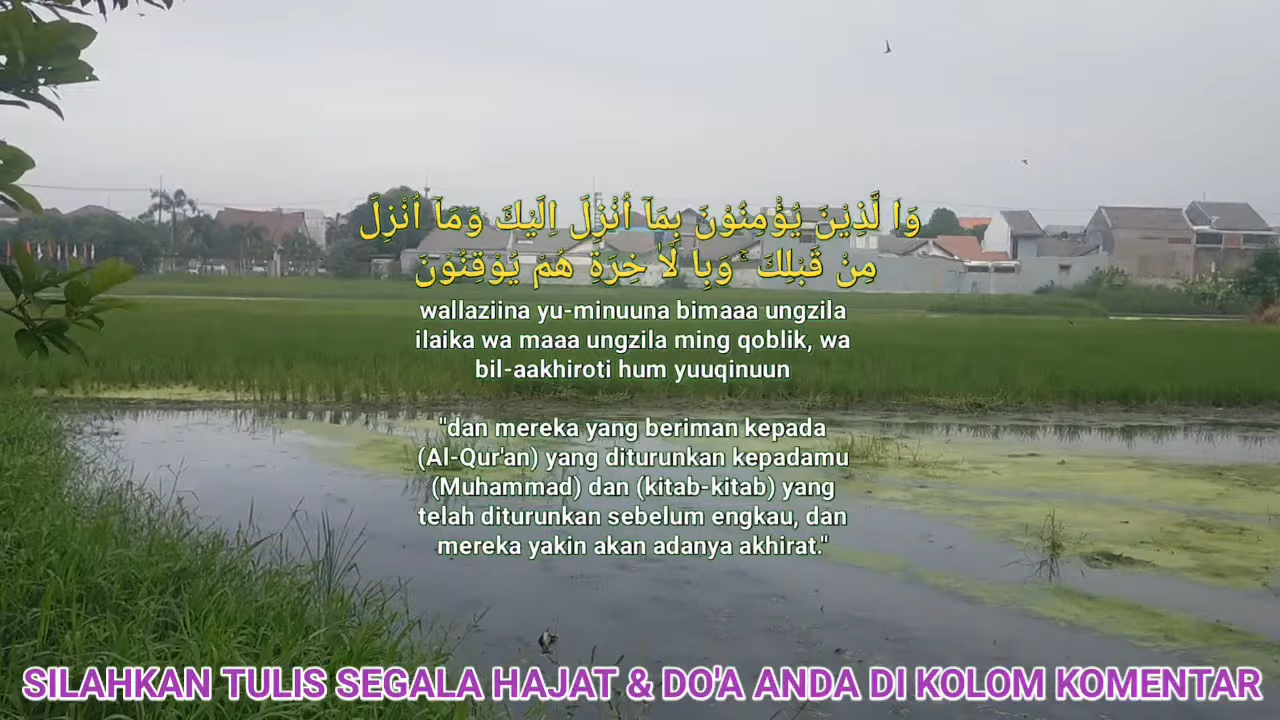 وَا لَّذِيْنَ يُؤْمِنُوْنَ بِمَاۤ اُنْزِلَ اِلَيْكَ وَمَاۤ اُنْزِلَ
مِنْ قَبْلِكَ ۚ وَبِا لْاٰ خِرَةِ هُمْ يُوْقِنُوْنَ
wallaziina yu-minuuna bimaaa ungzila
ilaika wa maaa ungzila ming qoblik, wa
bil-aakhiroti hum yuuqinuun
"dan mereka yang beriman kepada
(Al-Qur'an) yang diturunkan kepadamu
(Muhammad) dan (kitab-kitab) yang
telah diturunkan sebelum engkau, dan
mereka yakin akan adanya akhirat."
SILAHKAN TULIS SEGALA HAJAT & DO'A ANDA DI KOLOM KOMENTAR